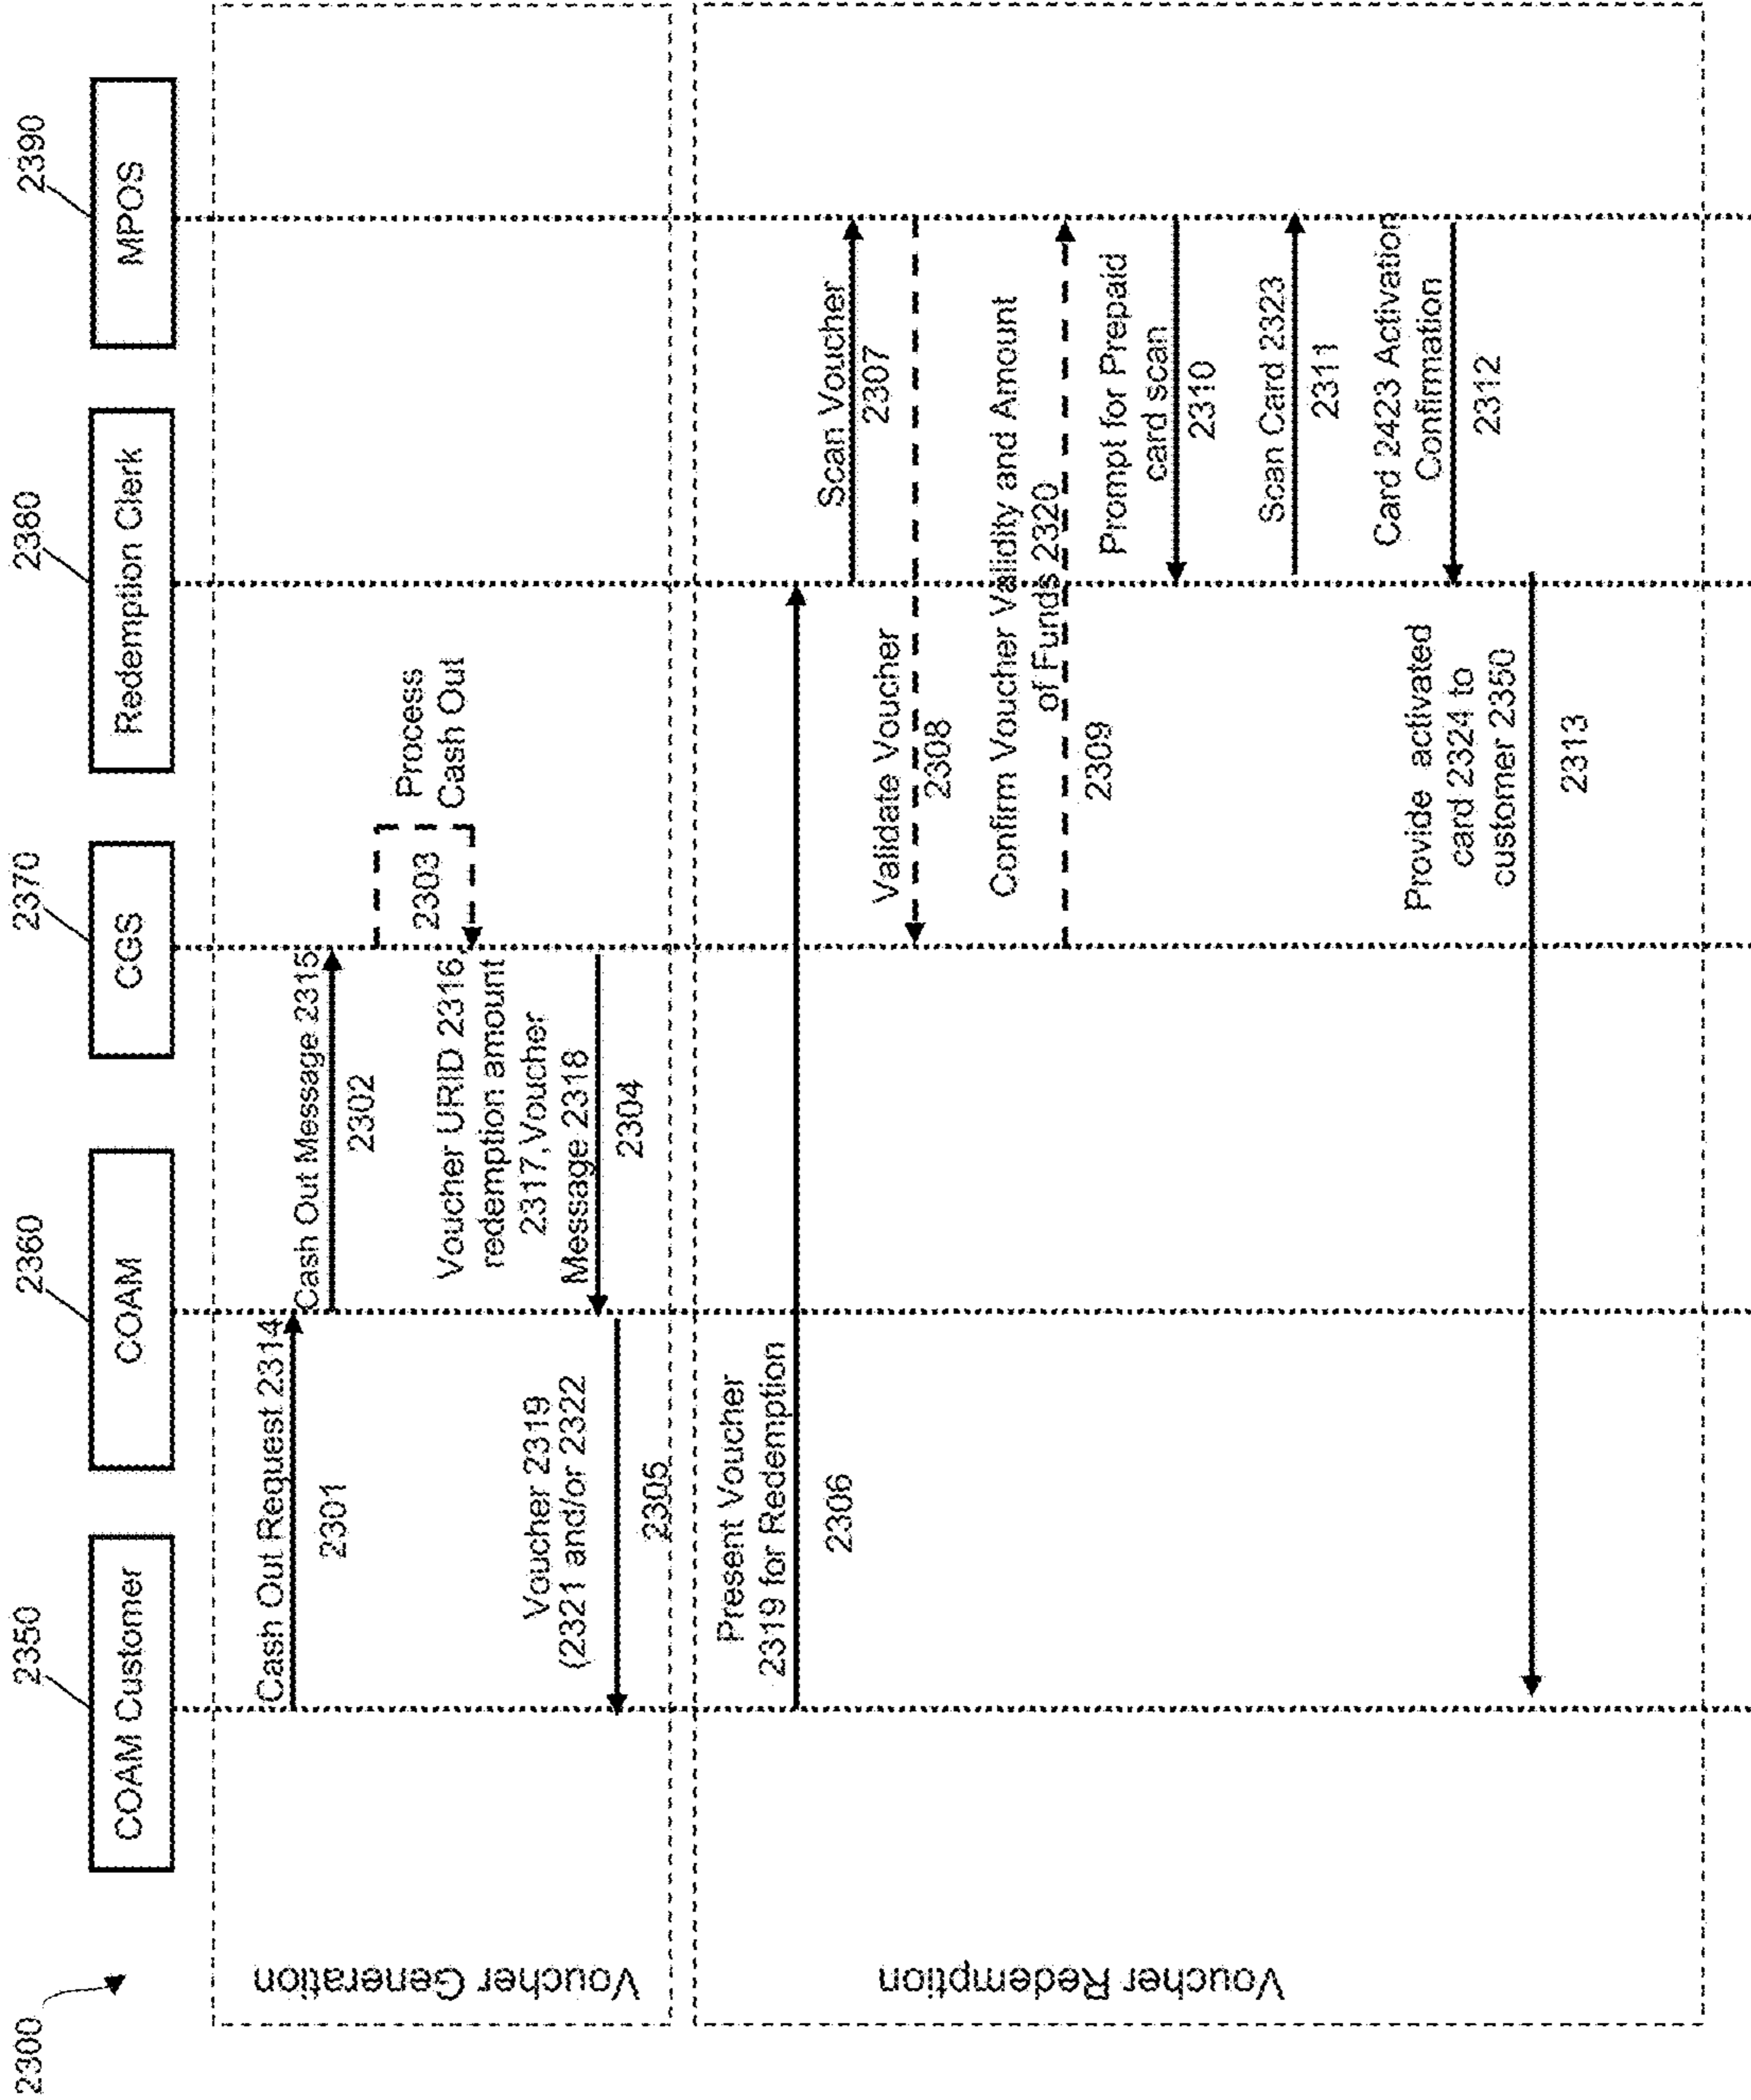 2300
2350
2360
2370
2380
2390
COAM Customer
COAM
CGS
Redemption Clerk
MPOS
Voucher Generation
Cash Out Request 2314
2301
Cash Out Message 2315
2302
Process
Cash Out
2303
Voucher URID 2316,
redemption amount
2317,Voucher
Message 2318
2304
Voucher 2319
(2321 and/or 2322
2305
Voucher Redemption
Present Voucher
2319 for Redemption
2306
Scan Voucher
2307
Validate Voucher
2308
Confirm Voucher Validity and Amount
of Funds 2320
2309
Prompt for Prepaid
card scan
2310
Scan Card 2323
2311
Card 2423 Activation
Confirmation
2312
Provide activated
card 2324 to
customer 2350
2313